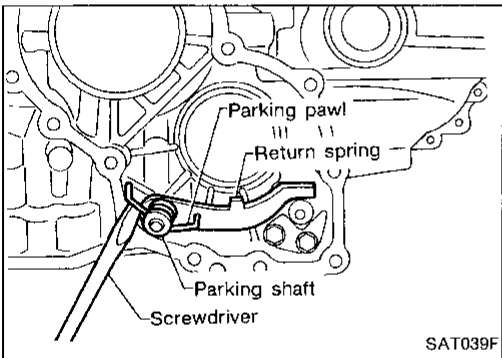 Parking pawl
Return spring
Parking shaft
Screwdriver
SAT039F